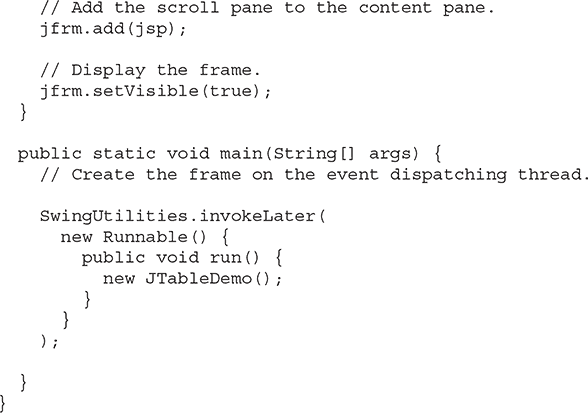 // Add the scroll pane to the content pane.
    jfrm.add(jsp);

    // Display the frame.
    jfrm.setVisible(true);
  }

  public static void main(String[] args) {
    // Create the frame on the event dispatching thread.

    SwingUtilities.invokeLater(
      new Runnable() {
        public void run() {
          new JTableDemo();
        }
      }
    );

  }
}